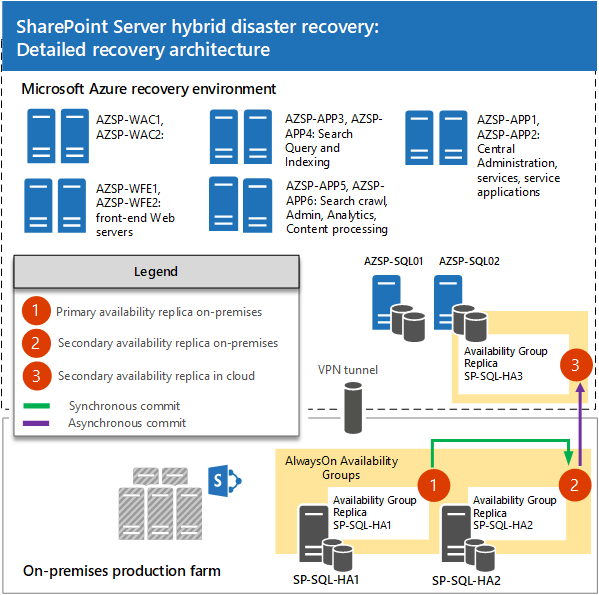 SharePoint Server hybrid disaster recovery:
Detailed recovery architecture
Microsoft Azure recovery environment
AZSP-WAC1,
AZSP-WAC2:
AZSP-APP3, AZSP-
APP4: Search
Query and
Indexing
AZSP-APP1,
AZSP-APP2:
Central
Administration,
services, service
applications
AZSP-WFE1,
AZSP-WFE2:
front-end Web
servers
AZSP-APP5, AZSP-
APP6: Search crawl,
Admin, Analytics,
Content processing
Legend
1 Primary availability replica on-premises
2 Secondary availability replica on-premises
3 Secondary availability replica in cloud
Synchronous commit
Asynchronous commit
AZSP-SQL01
AZSP-SQL02
Availability Group
Replica
SP-SQL-HA3
3
VPN tunnel
AlwaysOn Availability
Groups
1
2
Availability Group
Replica
SP-SQL-HA1
Availability Group
Replica
SP-SQL-HA2
S
On-premises production farm
SP-SQL-HA1
SP-SQL-HA2